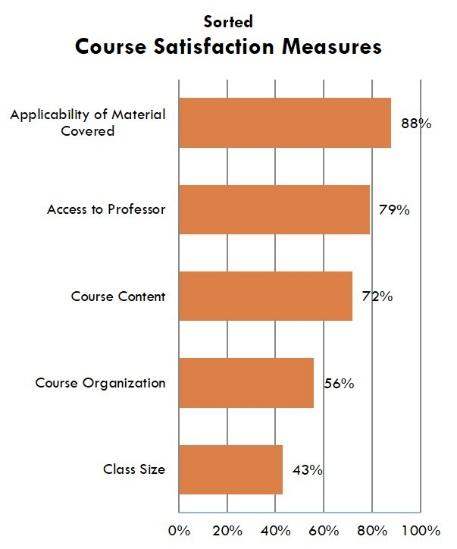 Sorted
Course Satisfaction Measures
Applicability of Material
Covered
88%
Access to Professor
79%
Course Content
72%
Course Organization
56%
Class Size
43%
0% 20% 40% 60% 80% 100%